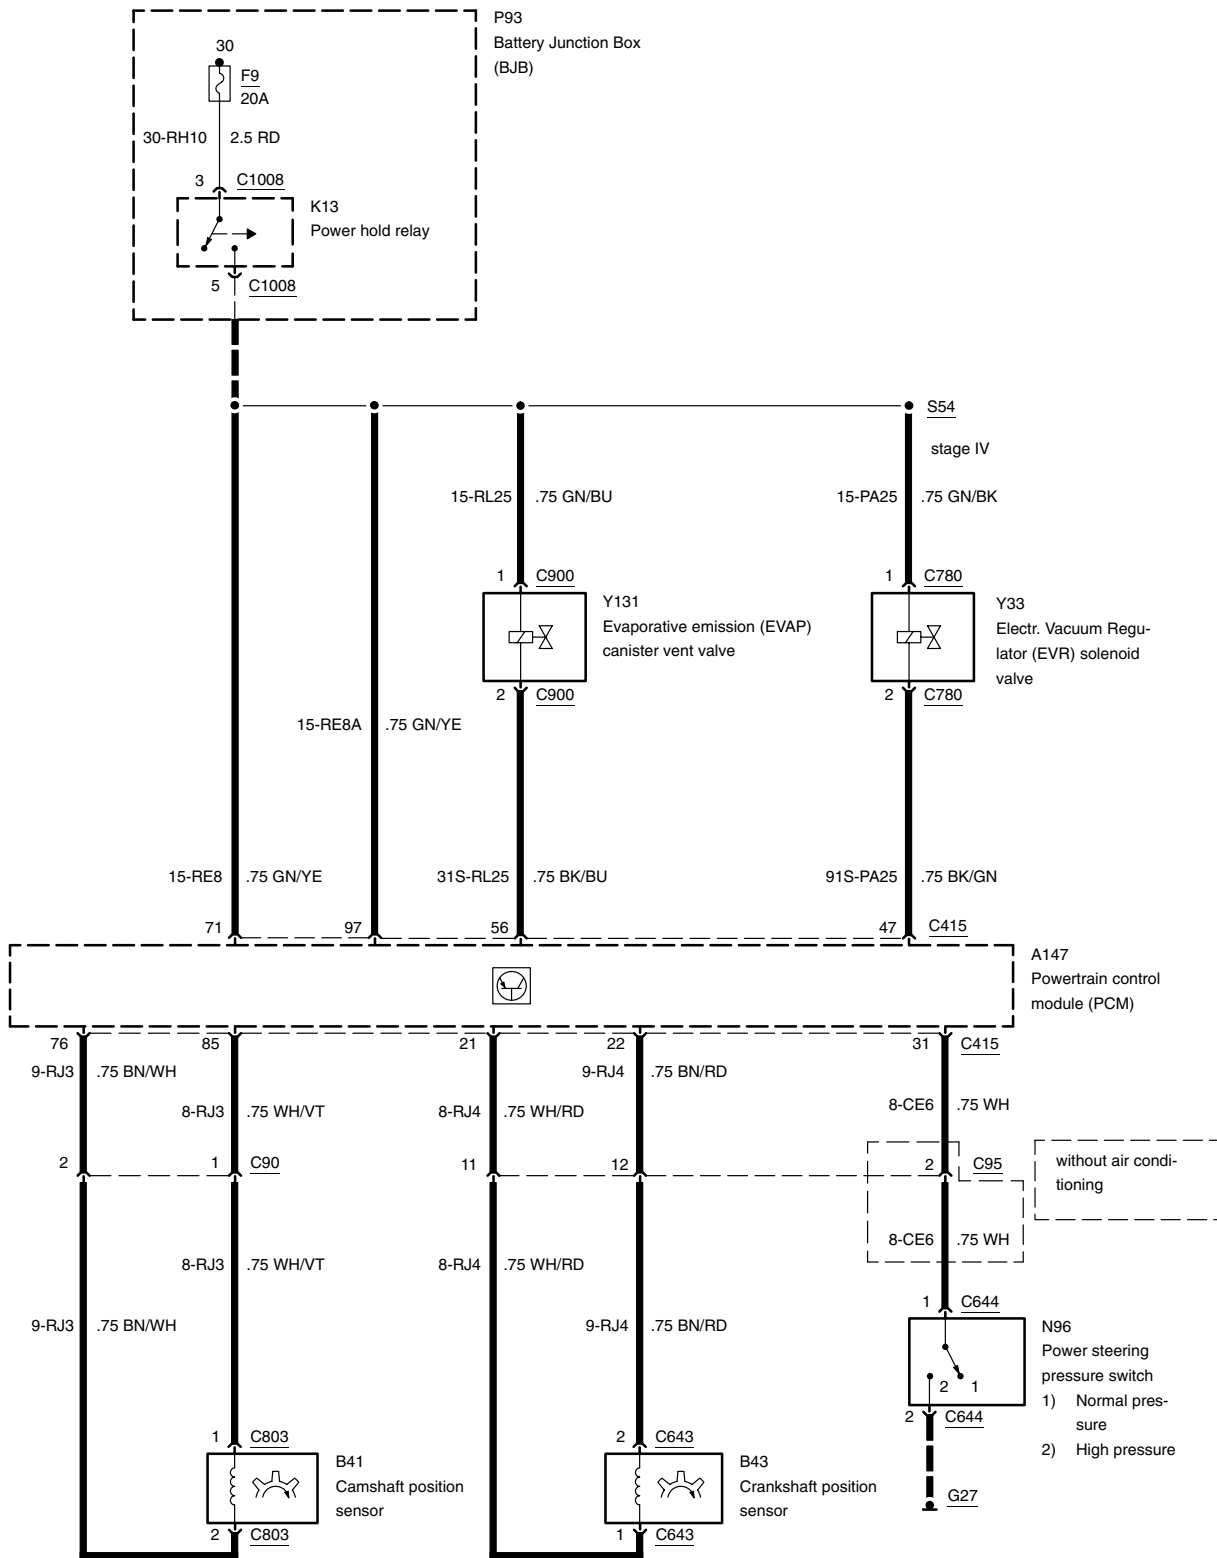 P93
Battery Junction Box
(BJB)
30
F9
20A
30-RH10 2.5 RD
3 C1008
K13
Power hold relay
5 C1008
S54
stage IV
15-RL25 .75 GN/BU
15-PA25 .75 GN/BK
1 C900
1 C780
Y131
Evaporative emission (EVAP)
canister vent valve
Y33
Electr. Vacuum Regu-
lator (EVR) solenoid
valve
2 C900
2 C780
15-RE8A .75 GN/YE
15-RE8 .75 GN/YE
31S-RL25 .75 BK/BU
91S-PA25 .75 BK/GN
71 97 56 47 C415
A147
Powertrain control
module (PCM)
76 85 21 22 31 C415
9-RJ3 .75 BN/WH
9-RJ4 .75 BN/RD
8-RJ3 .75 WH/VT
8-RJ4 .75 WH/RD
8-CE6 .75 WH
2 1 C90 11 12 2 C95
without air condi-
tioning
8-CE6 .75 WH
8-RJ3 .75 WH/VT
8-RJ4 .75 WH/RD
1 C644
9-RJ3 .75 BN/WH
9-RJ4 .75 BN/RD
N96
Power steering
pressure switch
1) Normal pres-
sure
2) High pressure
2 1
2 C644
1 C803
2 C643
B41
Camshaft position
sensor
B43
Crankshaft position
sensor
G27
2 C803
1 C643